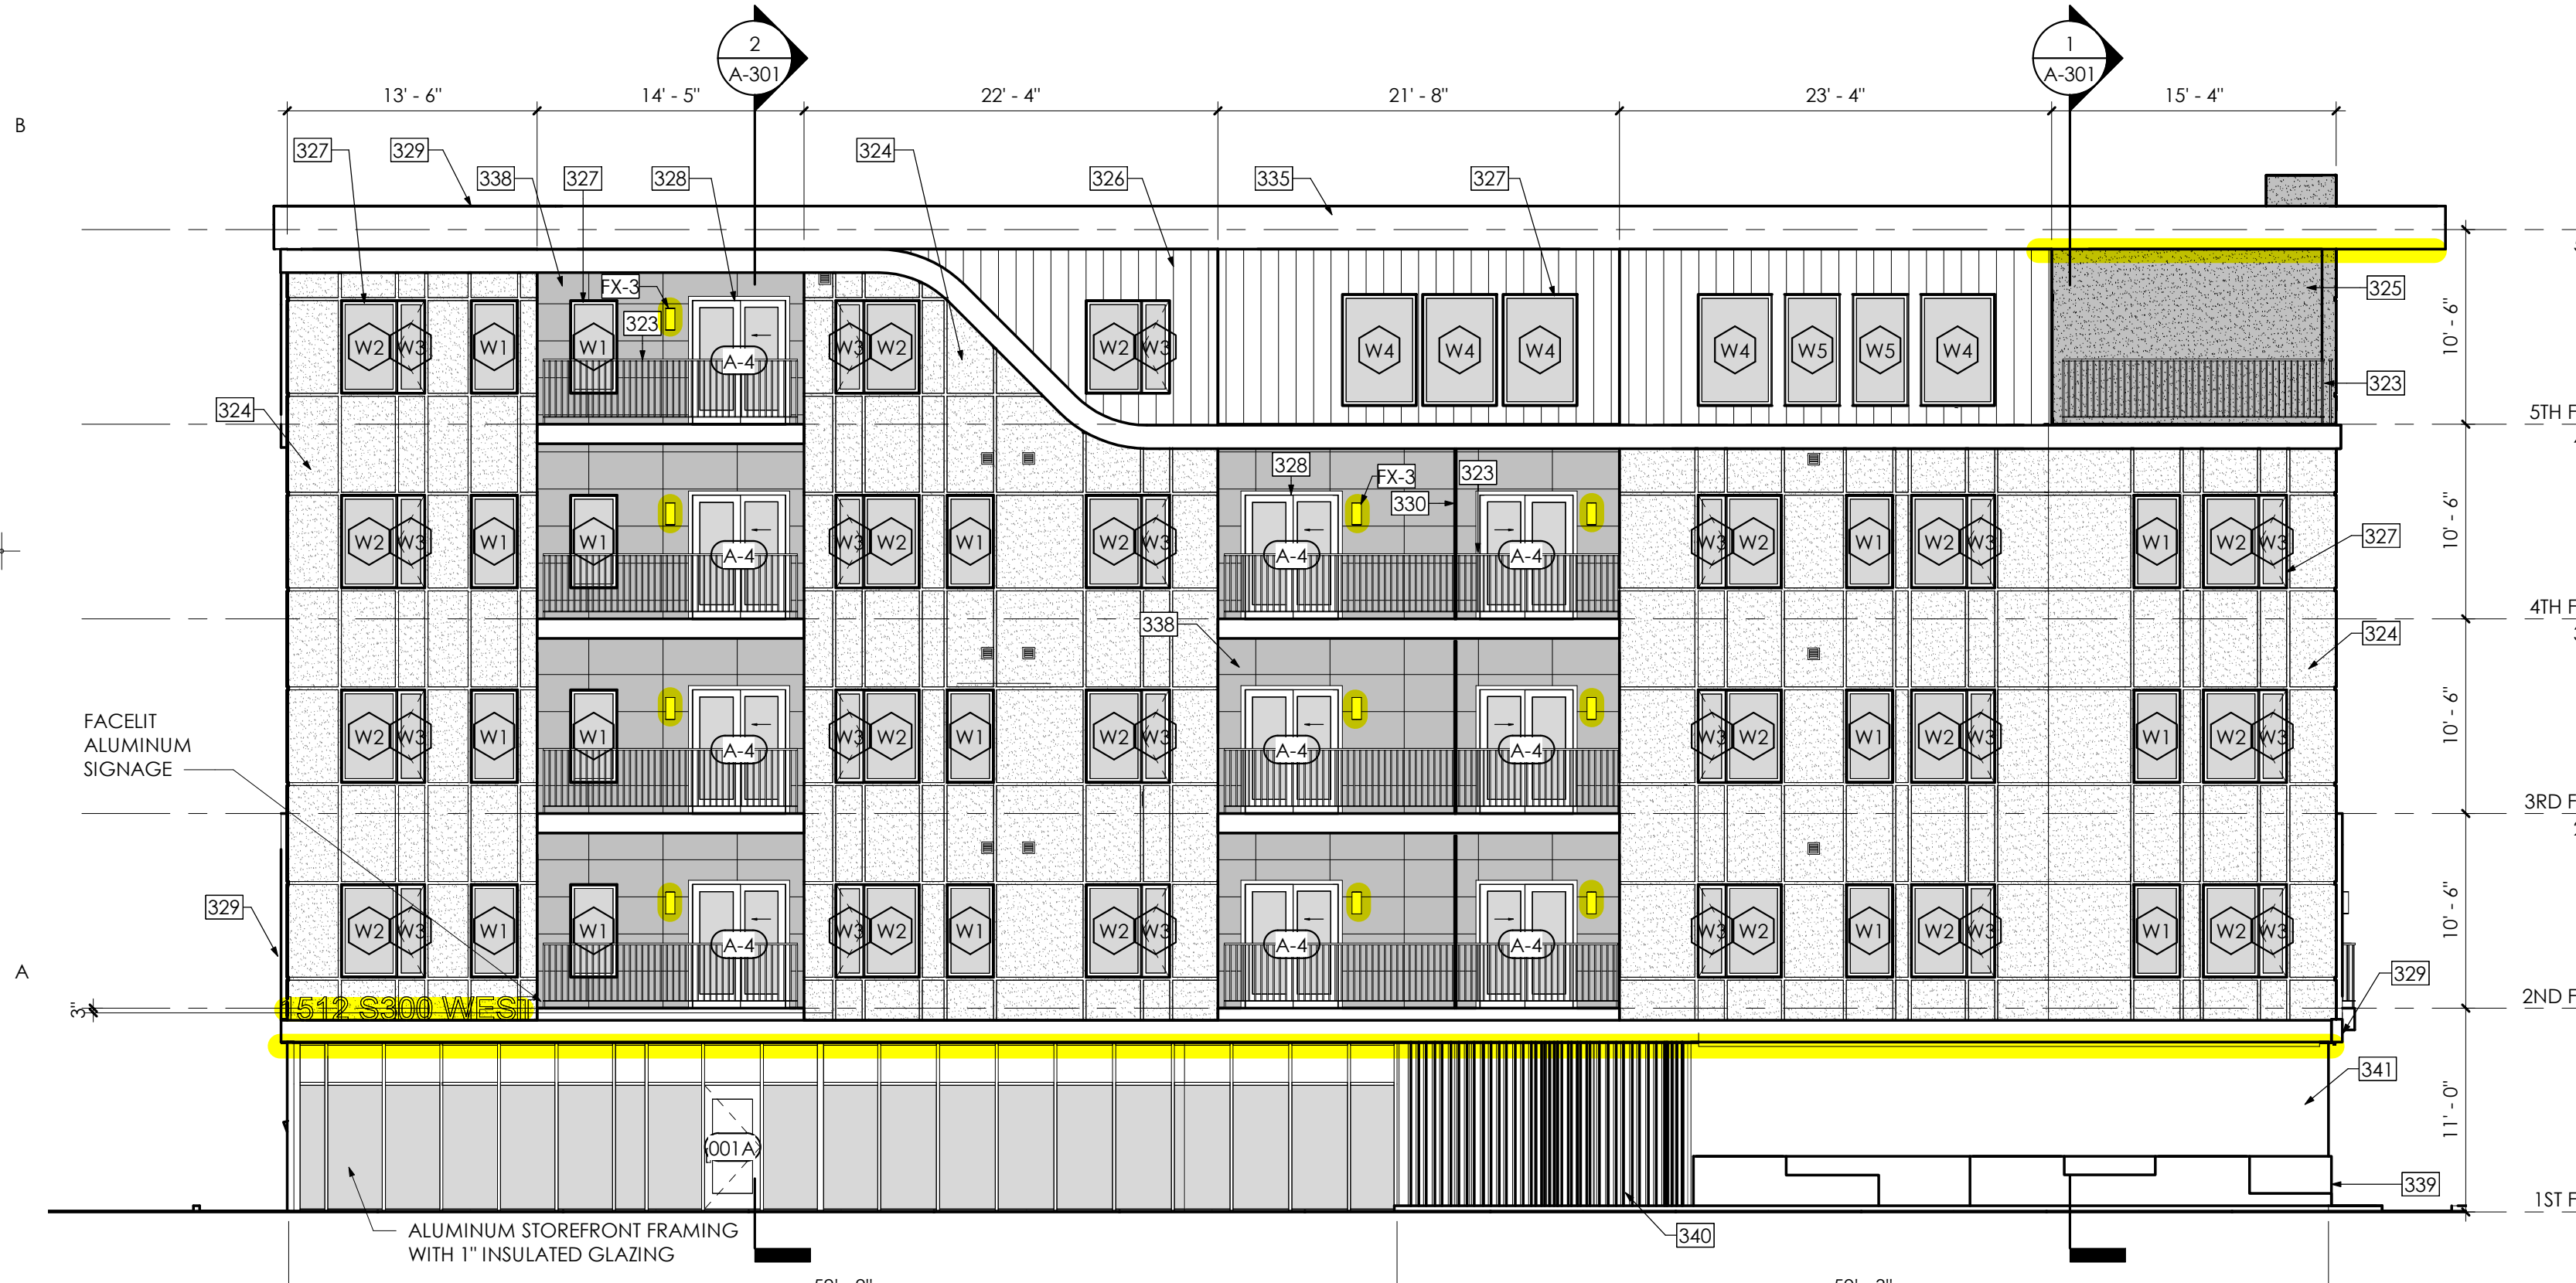 2
A-301
1
A-301
13' - 6"
14' - 5"
22' - 4"
21' - 8"
23' - 4"
15' - 4"
B
327
329
338
327
328
324
326
335
327
FX-3
323
325
10' - 6"
W2 W3 W1 W1 A-4 W3 W2 W2 W3 W4 W4 W4 W4 W5 W5 W4
323
324
5TH F
328
FX-3
323
330
10' - 6"
327
W2 W3 W1 W1 A-4 W3 W2 W1 W2 W3 A-4 A-4 W3 W2 W1 W2 W3 W1 W2 W3
4TH F
338
324
FACELIT
ALUMINUM
SIGNAGE
10' - 6"
W2 W3 W1 W1 A-4 W3 W2 W1 W2 W3 A-4 A-4 W3 W2 W1 W2 W3 W1 W2 W3
3RD F
329
10' - 6"
W2 W3 W1 W1 A-4 W3 W2 W1 W2 W3 A-4 A-4 W3 W2 W1 W2 W3 W1 W2 W3
A
329
2ND F
3"
1512 S300 WEST
341
11' - 0"
001A
339
1ST F
ALUMINUM STOREFRONT FRAMING
WITH 1" INSULATED GLAZING
340